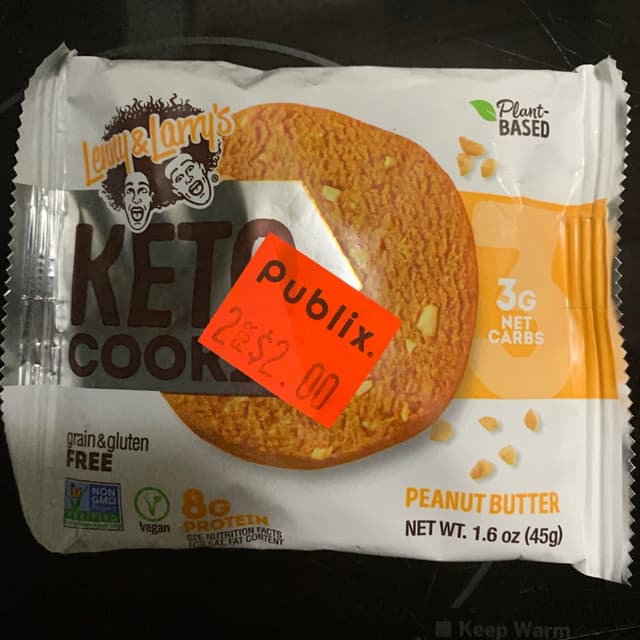 Lenny & Larry's
Plant-
BASED
KETO
COOKI
publix.
2 FOR $2.00
3G
NET
CARBS
grain & gluten
FREE
NON
GMO
Vegan
8G
PROTEIN
SEE NUTRITION FACTS
FOR SAT. FAT CONTENT
PEANUT BUTTER
NET WT. 1.6 oz (45g)
Keep Warm